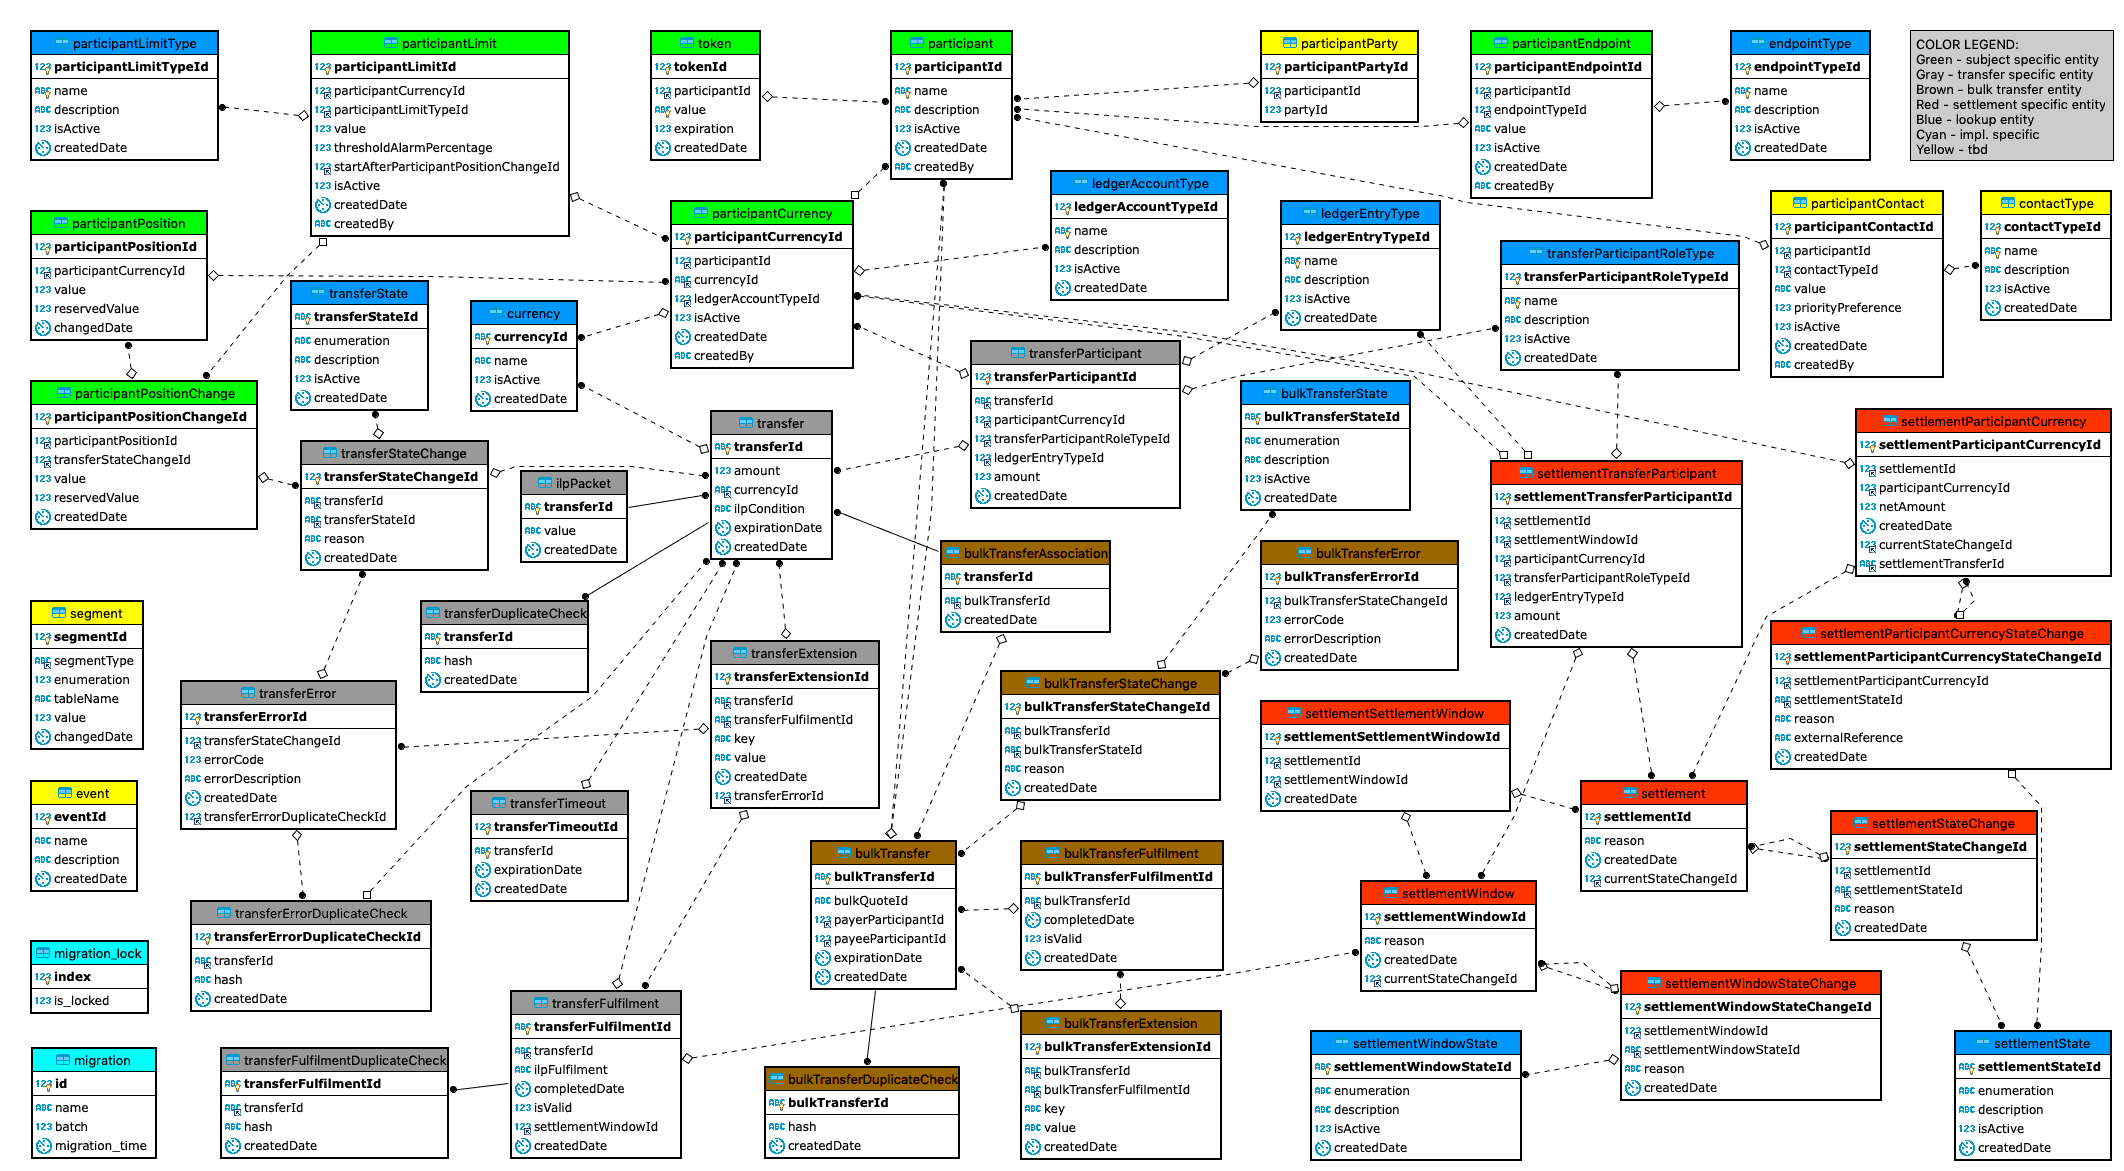 participantLimitType
participantLimitTypeId
name
description
isActive
createdDate
participantLimit
participantLimitId
participantCurrencyId
participantLimitTypeId
value
thresholdAlarmPercentage
startAfterParticipantPositionChangeId
isActive
createdDate
createdBy
token
tokenId
participantId
value
expiration
createdDate
participant
participantId
name
description
isActive
createdDate
createdBy
participantParty
participantPartyId
participantId
partyId
participantEndpoint
participantEndpointId
participantId
endpointTypeId
value
isActive
createdDate
createdBy
endpointType
endpointTypeId
name
description
isActive
createdDate
COLOR LEGEND:
Green - subject specific entity
Gray - transfer specific entity
Brown - bulk transfer entity
Red - settlement specific entity
Blue - lookup entity
Cyan - impl. specific
Yellow - tbd
participantPosition
participantPositionId
participantCurrencyId
value
reservedValue
changedDate
participantCurrency
participantCurrencyId
participantId
currencyId
ledgerAccountTypeId
isActive
createdDate
createdBy
ledgerAccountType
ledgerAccountTypeId
name
description
isActive
createdDate
ledgerEntryType
ledgerEntryTypeId
name
description
isActive
createdDate
transferParticipantRoleType
transferParticipantRoleTypeId
name
description
isActive
createdDate
participantContact
participantContactId
participantId
contactTypeId
value
priorityPreference
isActive
createdDate
createdBy
contactType
contactTypeId
name
description
isActive
createdDate
transferState
transferStateId
enumeration
description
isActive
createdDate
currency
currencyId
name
isActive
createdDate
participantPositionChange
participantPositionChangeId
participantPositionId
transferStateChangeId
value
reservedValue
createdDate
transferStateChange
transferStateChangeId
transferId
transferStateId
reason
createdDate
ilpPacket
transferId
value
createdDate
transfer
transferId
amount
currencyId
ilpCondition
expirationDate
createdDate
transferParticipant
transferParticipantId
transferId
participantCurrencyId
transferParticipantRoleTypeId
ledgerEntryTypeId
amount
createdDate
bulkTransferState
bulkTransferStateId
enumeration
description
isActive
createdDate
settlementTransferParticipant
settlementTransferParticipantId
settlementId
settlementWindowId
participantCurrencyId
transferParticipantRoleTypeId
ledgerEntryTypeId
amount
createdDate
settlementParticipantCurrency
settlementParticipantCurrencyId
settlementId
participantCurrencyId
netAmount
createdDate
currentStateChangeId
settlementTransferId
bulkTransferAssociation
transferId
bulkTransferId
createdDate
bulkTransferError
bulkTransferErrorId
bulkTransferStateChangeId
errorCode
errorDescription
createdDate
segment
segmentId
segmentType
enumeration
tableName
value
changedDate
transferDuplicateCheck
transferId
hash
createdDate
transferError
transferErrorId
transferStateChangeId
errorCode
errorDescription
createdDate
transferErrorDuplicateCheckId
transferExtension
transferExtensionId
transferId
transferFulfilmentId
key
value
createdDate
transferErrorId
bulkTransferStateChange
bulkTransferStateChangeId
bulkTransferId
bulkTransferStateId
reason
createdDate
settlementSettlementWindow
settlementSettlementWindowId
settlementId
settlementWindowId
createdDate
settlementParticipantCurrencyStateChange
settlementParticipantCurrencyStateChangeId
settlementParticipantCurrencyId
settlementStateId
reason
externalReference
createdDate
event
eventId
name
description
createdDate
transferTimeout
transferTimeoutId
transferId
expirationDate
createdDate
settlement
settlementId
reason
createdDate
currentStateChangeId
settlementStateChange
settlementStateChangeId
settlementId
settlementStateId
reason
createdDate
bulkTransfer
bulkTransferId
bulkQuoteId
payerParticipantId
payeeParticipantId
expirationDate
createdDate
bulkTransferFulfilment
bulkTransferFulfilmentId
bulkTransferId
completedDate
isValid
createdDate
settlementWindow
settlementWindowId
reason
createdDate
currentStateChangeId
transferErrorDuplicateCheck
transferErrorDuplicateCheckId
transferId
hash
createdDate
migration_lock
index
is_locked
transferFulfilment
transferFulfilmentId
transferId
ilpFulfilment
completedDate
isValid
settlementWindowId
createdDate
settlementWindowStateChange
settlementWindowStateChangeId
settlementWindowId
settlementWindowStateId
reason
createdDate
migration
id
name
batch
migration_time
transferFulfilmentDuplicateCheck
transferFulfilmentId
transferId
hash
createdDate
bulkTransferDuplicateCheck
bulkTransferId
hash
createdDate
bulkTransferExtension
bulkTransferExtensionId
bulkTransferId
bulkTransferFulfilmentId
key
value
createdDate
settlementWindowState
settlementWindowStateId
enumeration
description
isActive
createdDate
settlementState
settlementStateId
enumeration
description
isActive
createdDate